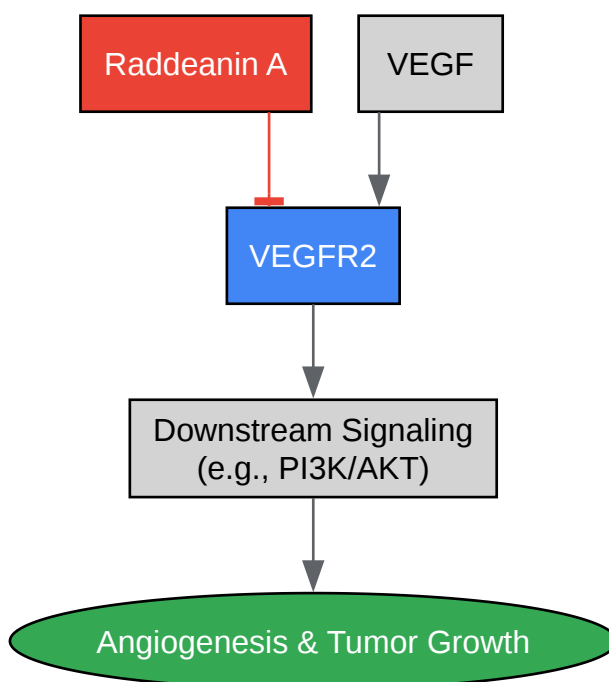 Raddeanin A
VEGF
VEGFR2
Downstream Signaling
(e.g., PI3K/AKT)
Angiogenesis & Tumor Growth